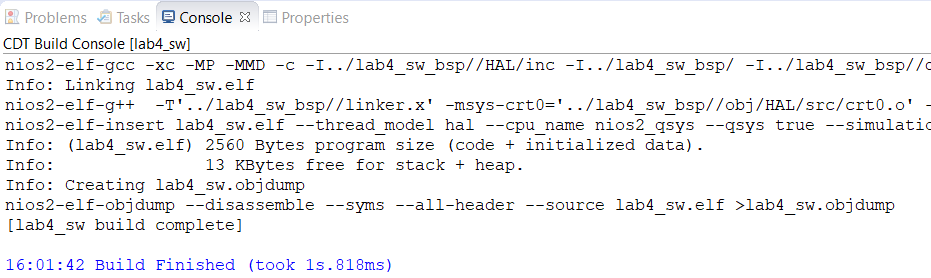 Problems Tasks Console Properties
CDT Build Console [lab4_sw]
nios2-elf-gcc -xc -MP -MMD -c -I../lab4_sw_bsp//HAL/inc -I../lab4_sw_bsp/ -I../lab4_sw_bsp//d
Info: Linking lab4_sw.elf
nios2-elf-g++  -T'../lab4_sw_bsp//linker.x' -msys-crt0='../lab4_sw_bsp//obj/HAL/src/crt0.o' -
nios2-elf-insert lab4_sw.elf --thread_model hal --cpu_name nios2_qsys --qsys true --simulatio
Info: (lab4_sw.elf) 2560 Bytes program size (code + initialized data).
Info:               13 KBytes free for stack + heap.
Info: Creating lab4_sw.objdump
nios2-elf-objdump --disassemble --syms --all-header --source lab4_sw.elf >lab4_sw.objdump
[lab4_sw build complete]
16:01:42 Build Finished (took 1s.818ms)